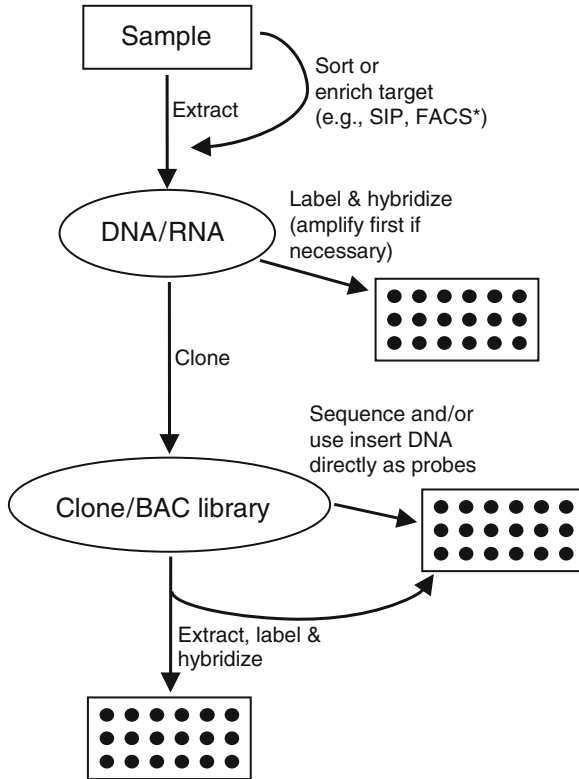 Sample
Sort or
enrich target
(e.g., SIP, FACS*)
Extract
DNA/RNA
Label & hybridize
(amplify first if
necessary)
Clone
Sequence and/or
use insert DNA
directly as probes
Clone/BAC library
Extract, label &
hybridize